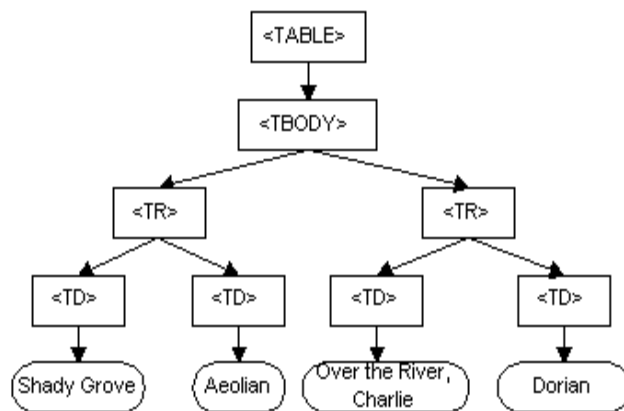 <TABLE>
<TBODY>
<TR>
<TR>
<TD>
<TD>
<TD>
<TD>
Shady Grove
Aeolian
Over the River,
Charlie
Dorian